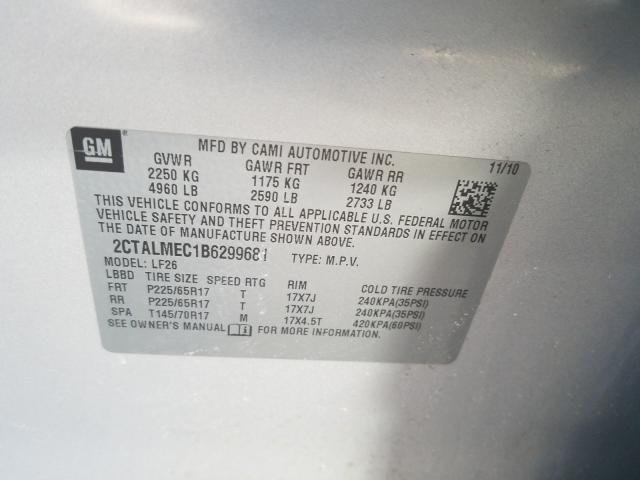 GM
MFD BY CAMI AUTOMOTIVE INC.
11/10
GVWR GAWR FRT GAWR RR
2250 KG 1175 KG 1240 KG
4960 LB 2590 LB 2733 LB
THIS VEHICLE CONFORMS TO ALL APPLICABLE U.S. FEDERAL MOTOR
VEHICLE SAFETY AND THEFT PREVENTION STANDARDS IN EFFECT ON
THE DATE OF MANUFACTURE SHOWN ABOVE.
2CTALMEC1B6299681 TYPE: M.P.V.
MODEL: LF26
LBBD TIRE SIZE SPEED RTG RIM COLD TIRE PRESSURE
FRT P225/65R17 T 17X7J 240KPA(35PSI)
RR P225/65R17 T 17X7J 240KPA(35PSI)
SPA T145/70R17 M 17X4.5T 420KPA(60PSI)
SEE OWNER'S MANUAL FOR MORE INFORMATION.